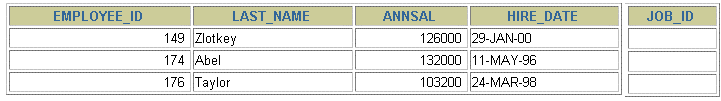 EMPLOYEE_ID LAST_NAME ANNSAL HIRE_DATE JOB_ID
149 Zlotkey 126000 29-JAN-00
174 Abel 132000 11-MAY-96
176 Taylor 103200 24-MAR-98